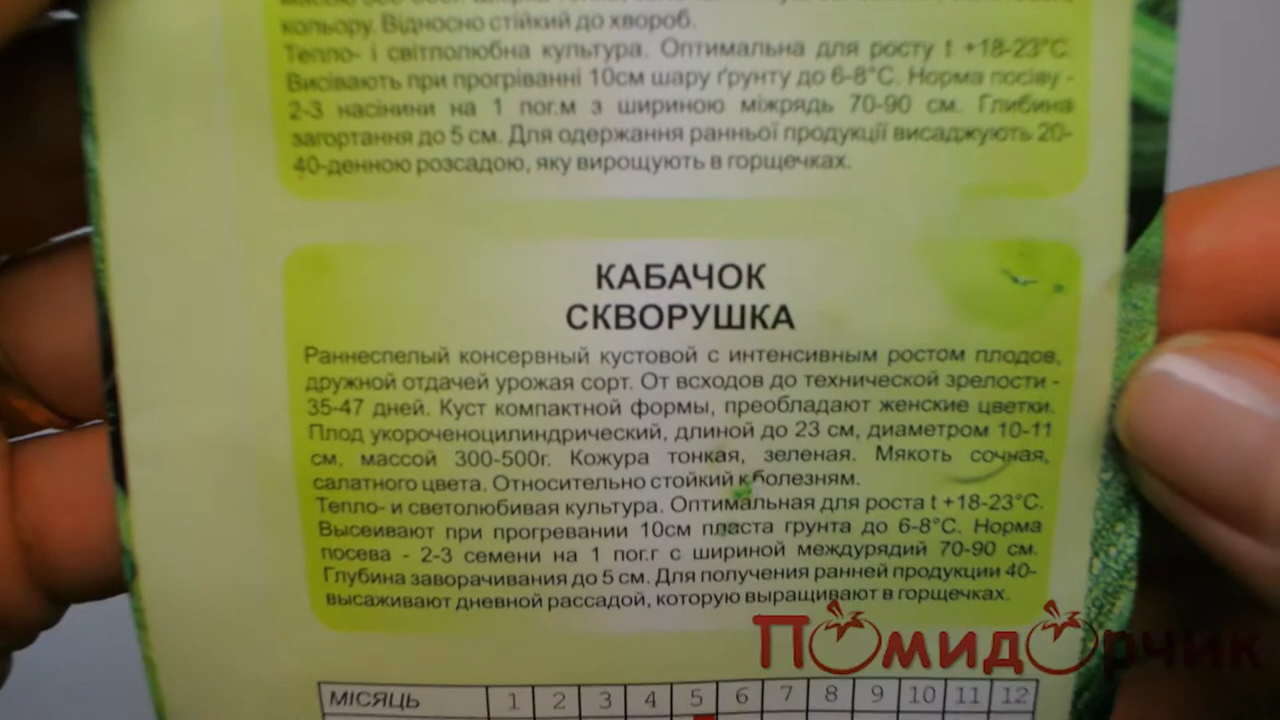 кольору. Відносно стійкий до хвороб.
Тепло- і світлолюбна культура. Оптимальна для росту t +18-23°С.
Висівають при прогріванні 10см шару ґрунту до 6-8°С. Норма посіву -
2-3 насінини на 1 пог.м з шириною міжрядь 70-90 см. Глибина
загортання до 5 см. Для одержання ранньої продукції висаджують 20-
40-денною розсадою, яку вирощують в горщечках.
КАБАЧОК
СКВОРУШКА
Раннеспелый консервный кустовой с интенсивным ростом плодов,
дружной отдачей урожая сорт. От всходов до технической зрелости -
35-47 дней. Куст компактной формы, преобладают женские цветки.
Плод укороченоцилиндрический, длиной до 23 см, диаметром 10-11
см, массой 300-500г. Кожура тонкая, зеленая. Мякоть сочная,
салатного цвета. Относительно стойкий к болезням.
Тепло- и светолюбивая культура. Оптимальная для роста t +18-23°С.
Высеивают при прогревании 10см пласта грунта до 6-8°С. Норма
посева - 2-3 семени на 1 пог.г с шириной междурядий 70-90 см.
Глубина заворачивания до 5 см. Для получения ранней продукции 40-
высаживают дневной рассадой, которую выращивают в горщечках.
Помидорчик
МІСЯЦЬ 1 2 3 4 5 6 7 8 9 10 11 12